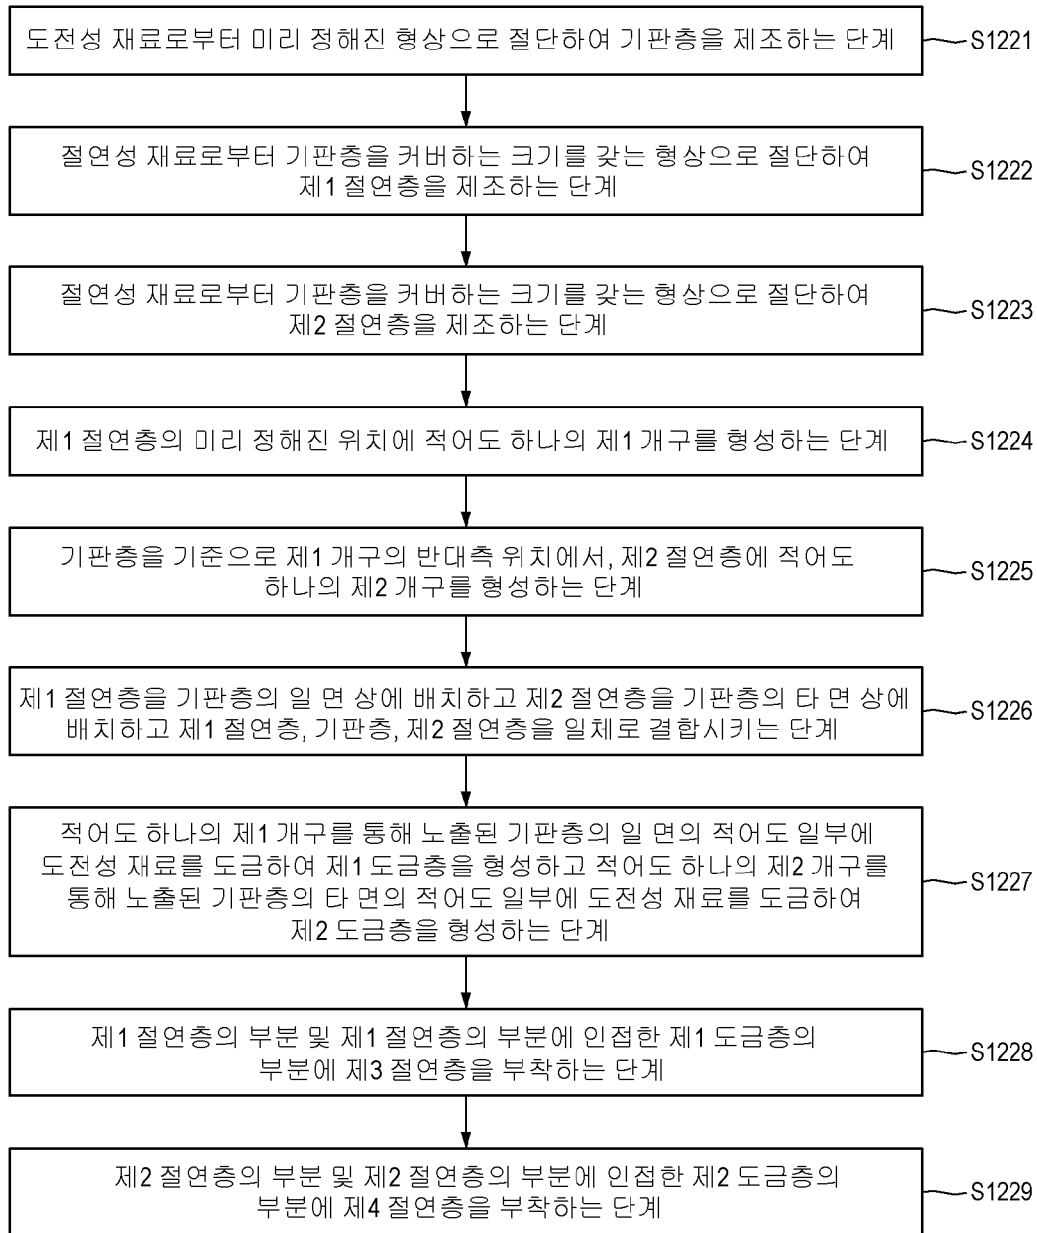 도전성 재료로부터 미리 정해진 형상으로 절단하여 기판층을 제조하는 단계
S1221
절연성 재료로부터 기판층을 커버하는 크기를 갖는 형상으로 절단하여
제1 절연층을 제조하는 단계
S1222
절연성 재료로부터 기판층을 커버하는 크기를 갖는 형상으로 절단하여
제2 절연층을 제조하는 단계
S1223
제1 절연층의 미리 정해진 위치에 적어도 하나의 제1 개구를 형성하는 단계
S1224
기판층을 기준으로 제1 개구의 반대측 위치에서, 제2 절연층에 적어도
하나의 제2 개구를 형성하는 단계
S1225
제1 절연층을 기판층의 일 면 상에 배치하고 제2 절연층을 기판층의 타 면 상에
배치하고 제1 절연층, 기판층, 제2 절연층을 일체로 결합시키는 단계
S1226
적어도 하나의 제1 개구를 통해 노출된 기판층의 일 면의 적어도 일부에
도전성 재료를 도금하여 제1 도금층을 형성하고 적어도 하나의 제2 개구를
통해 노출된 기판층의 타 면의 적어도 일부에 도전성 재료를 도금하여
제2 도금층을 형성하는 단계
S1227
제1 절연층의 부분 및 제1 절연층의 부분에 인접한 제1 도금층의
부분에 제3 절연층을 부착하는 단계
S1228
제2 절연층의 부분 및 제2 절연층의 부분에 인접한 제2 도금층의
부분에 제4 절연층을 부착하는 단계
S1229